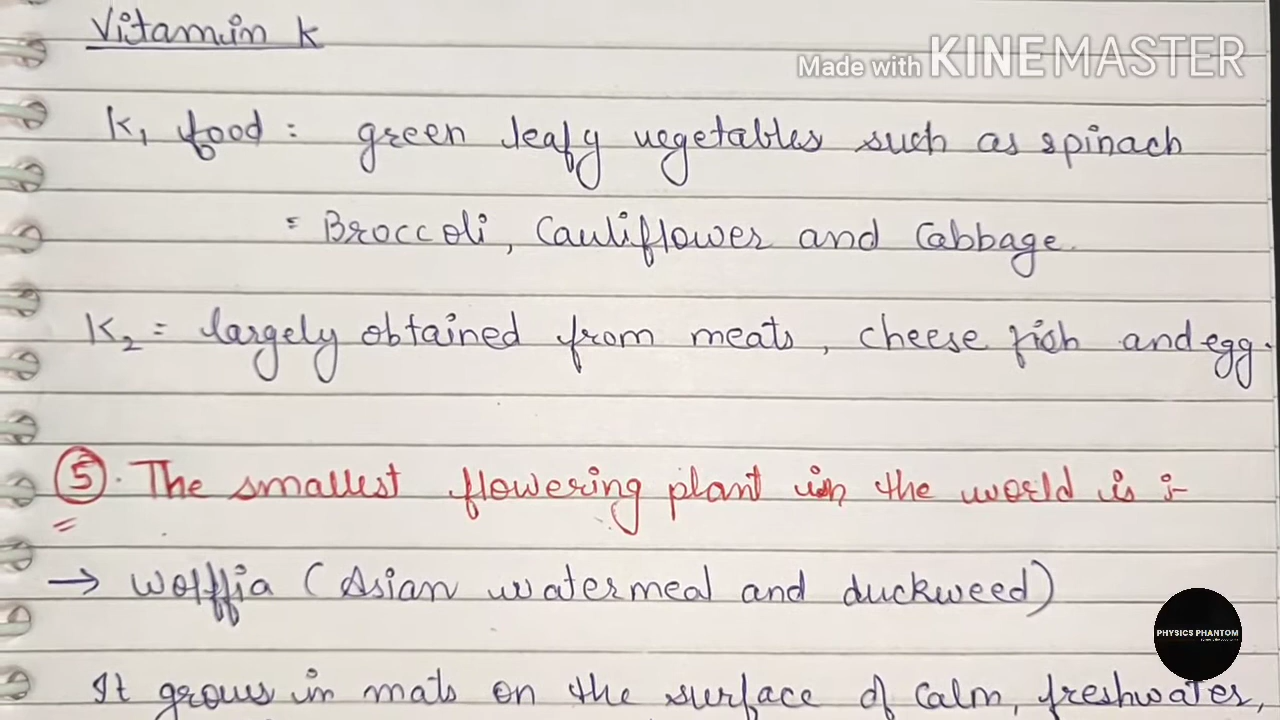 Vitamin K
Made with KINEMASTER
K1 food : green leafy vegetables such as spinach
= Broccoli, Cauliflower and Cabbage.
K2 = largely obtained from meats, cheese fish and egg.
5. The smallest flowering plant in the world is :-
→ Wolffia (Asian watermeal and duckweed)
PHYSICS PHANTOM
It grows in mats on the surface of calm, freshwater,